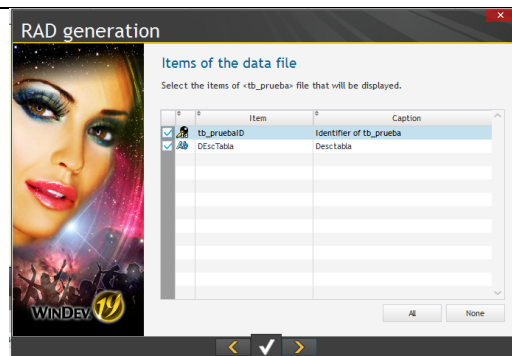 RAD generation
Items of the data file
Select the items of <tb_prueba> file that will be displayed.
Item Caption
tb_pruebaID Identifier of tb_prueba
DEscTabla Desctabla
All None
WINDEV 19